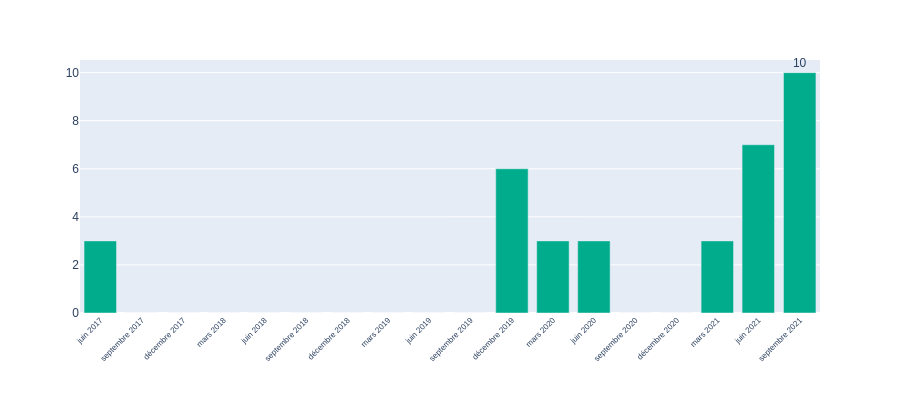 10
10
8
6
4
2
0
juin 2017
septembre 2017
décembre 2017
mars 2018
juin 2018
septembre 2018
décembre 2018
mars 2019
juin 2019
septembre 2019
décembre 2019
mars 2020
juin 2020
septembre 2020
décembre 2020
mars 2021
juin 2021
septembre 2021